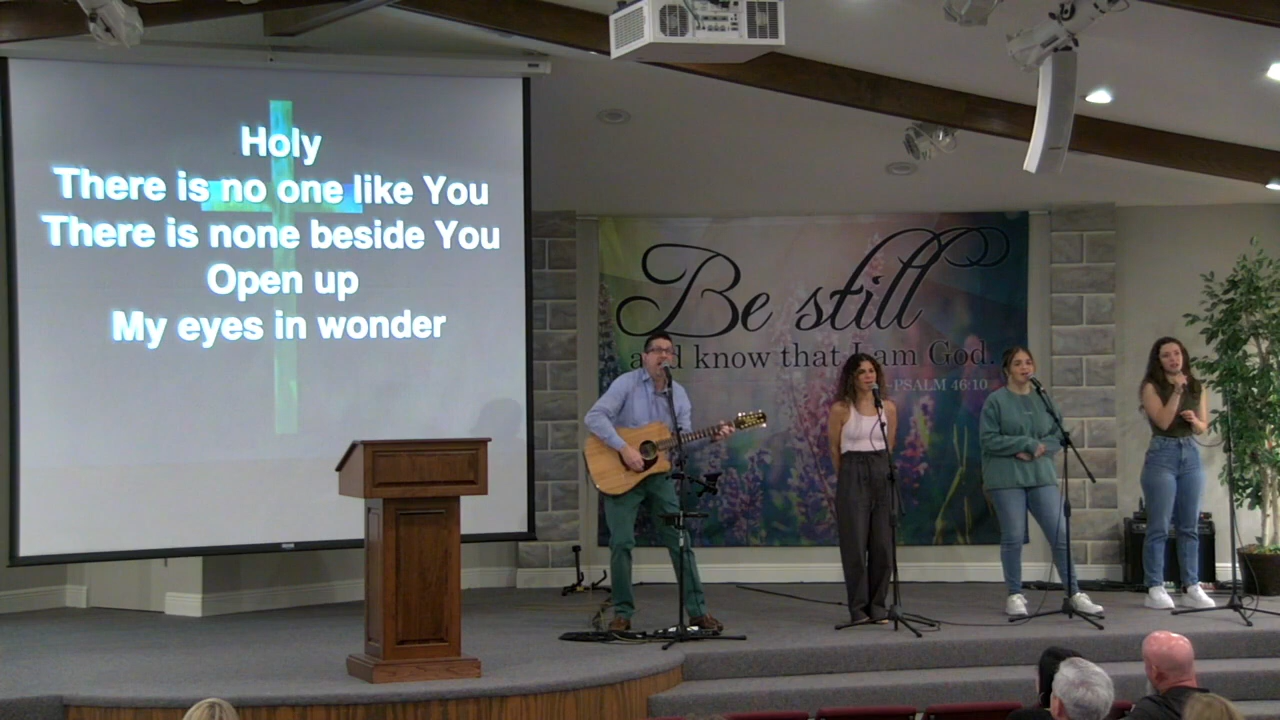 Holy
There is no one like You
There is none beside You
Open up
My eyes in wonder
Be still
and know that I am God.
~PSALM 46:10